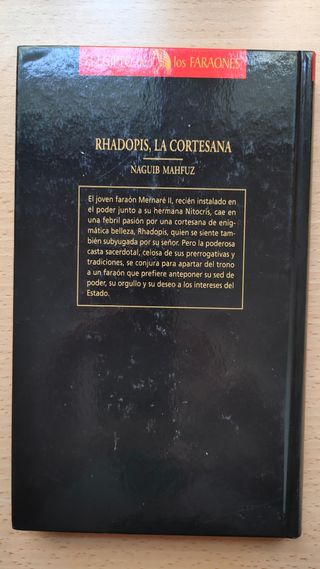 los FARAONES
RHADOPIS, LA CORTESANA
NAGUIB MAHFUZ
El joven faraón Mernaré II, recién instalado en
el poder junto a su hermana Nitocris, cae en
una febril pasión por una cortesana de enig-
mática belleza, Rhadopis, quien se siente tam-
bién subyugada por su señor. Pero la poderosa
casta sacerdotal, celosa de sus prerrogativas y
tradiciones, se conjura para apartar del trono
a un faraón que prefiere anteponer su sed de
poder, su orgullo y su deseo a los intereses del
Estado.